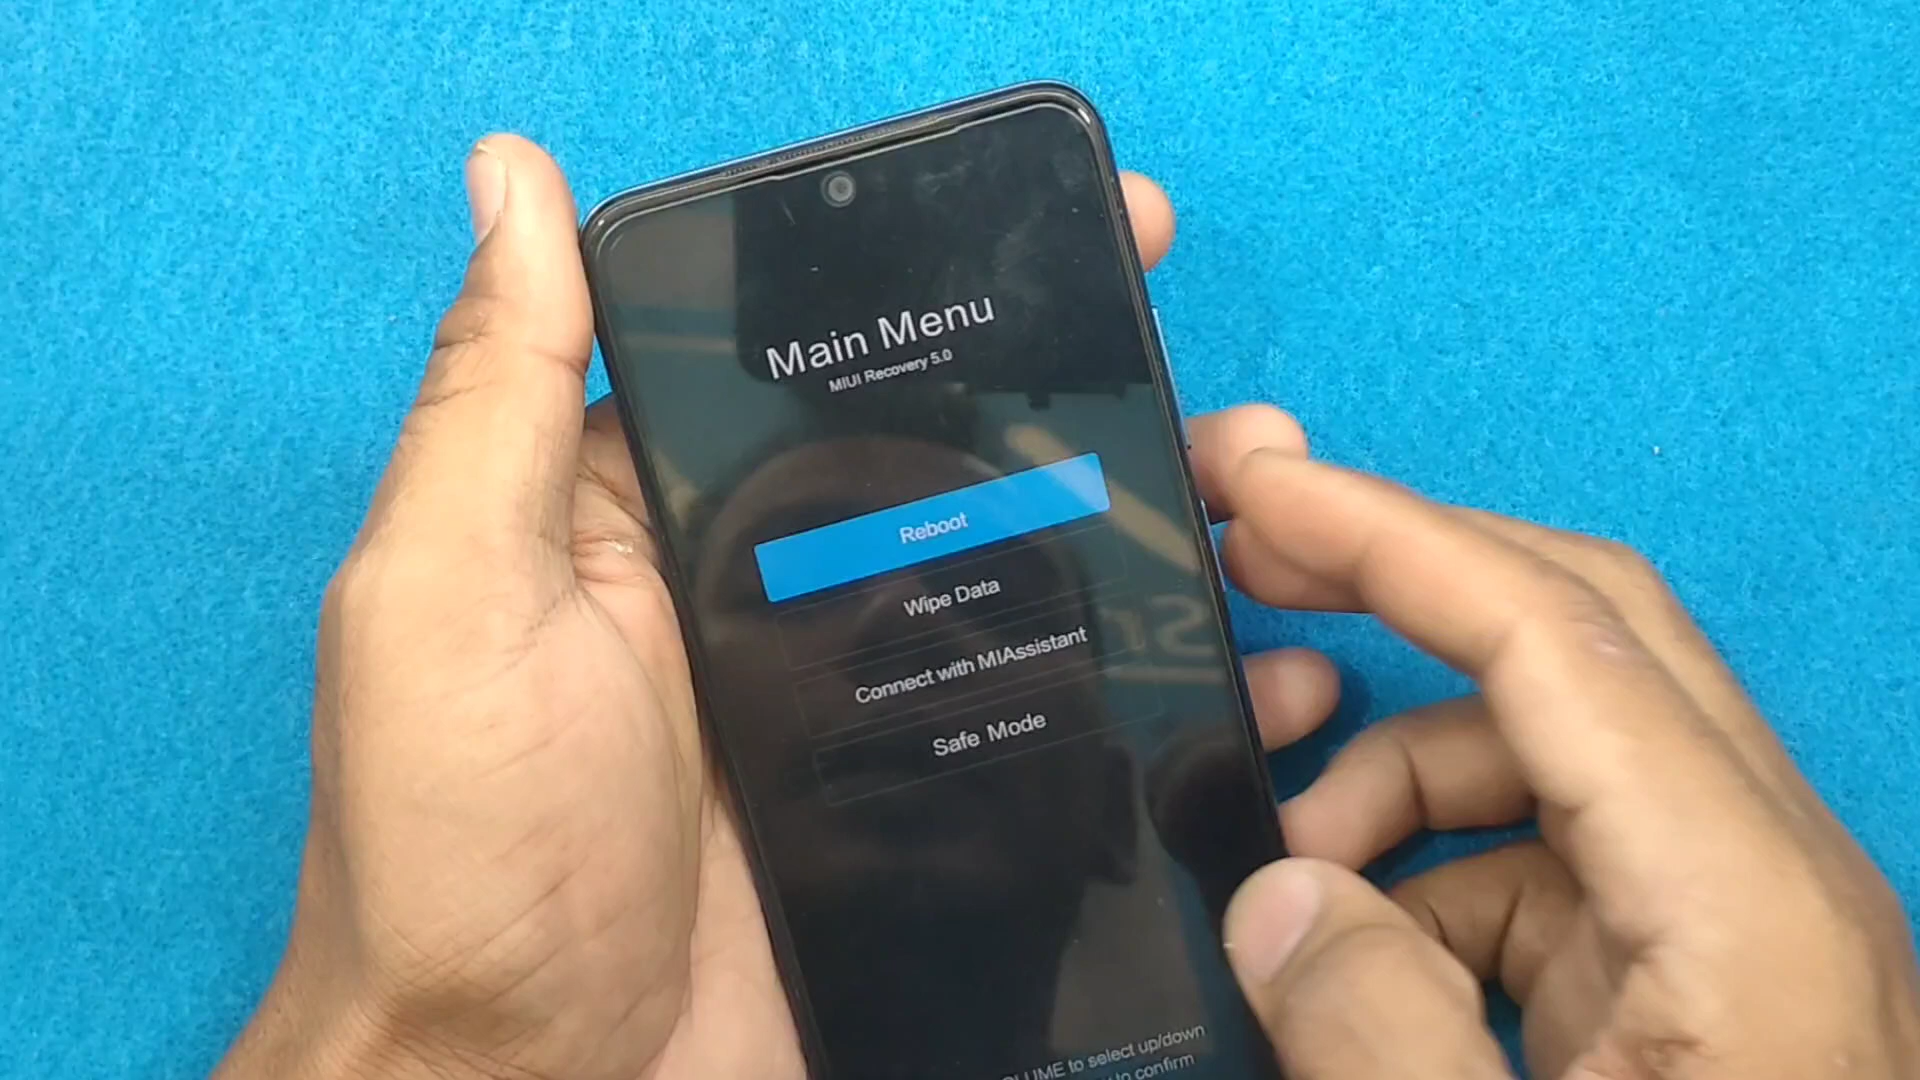 Main Menu
MIUI Recovery 5.0
Reboot
Wipe Data
Connect with MIAssistant
Safe Mode
to select up/down
to confirm